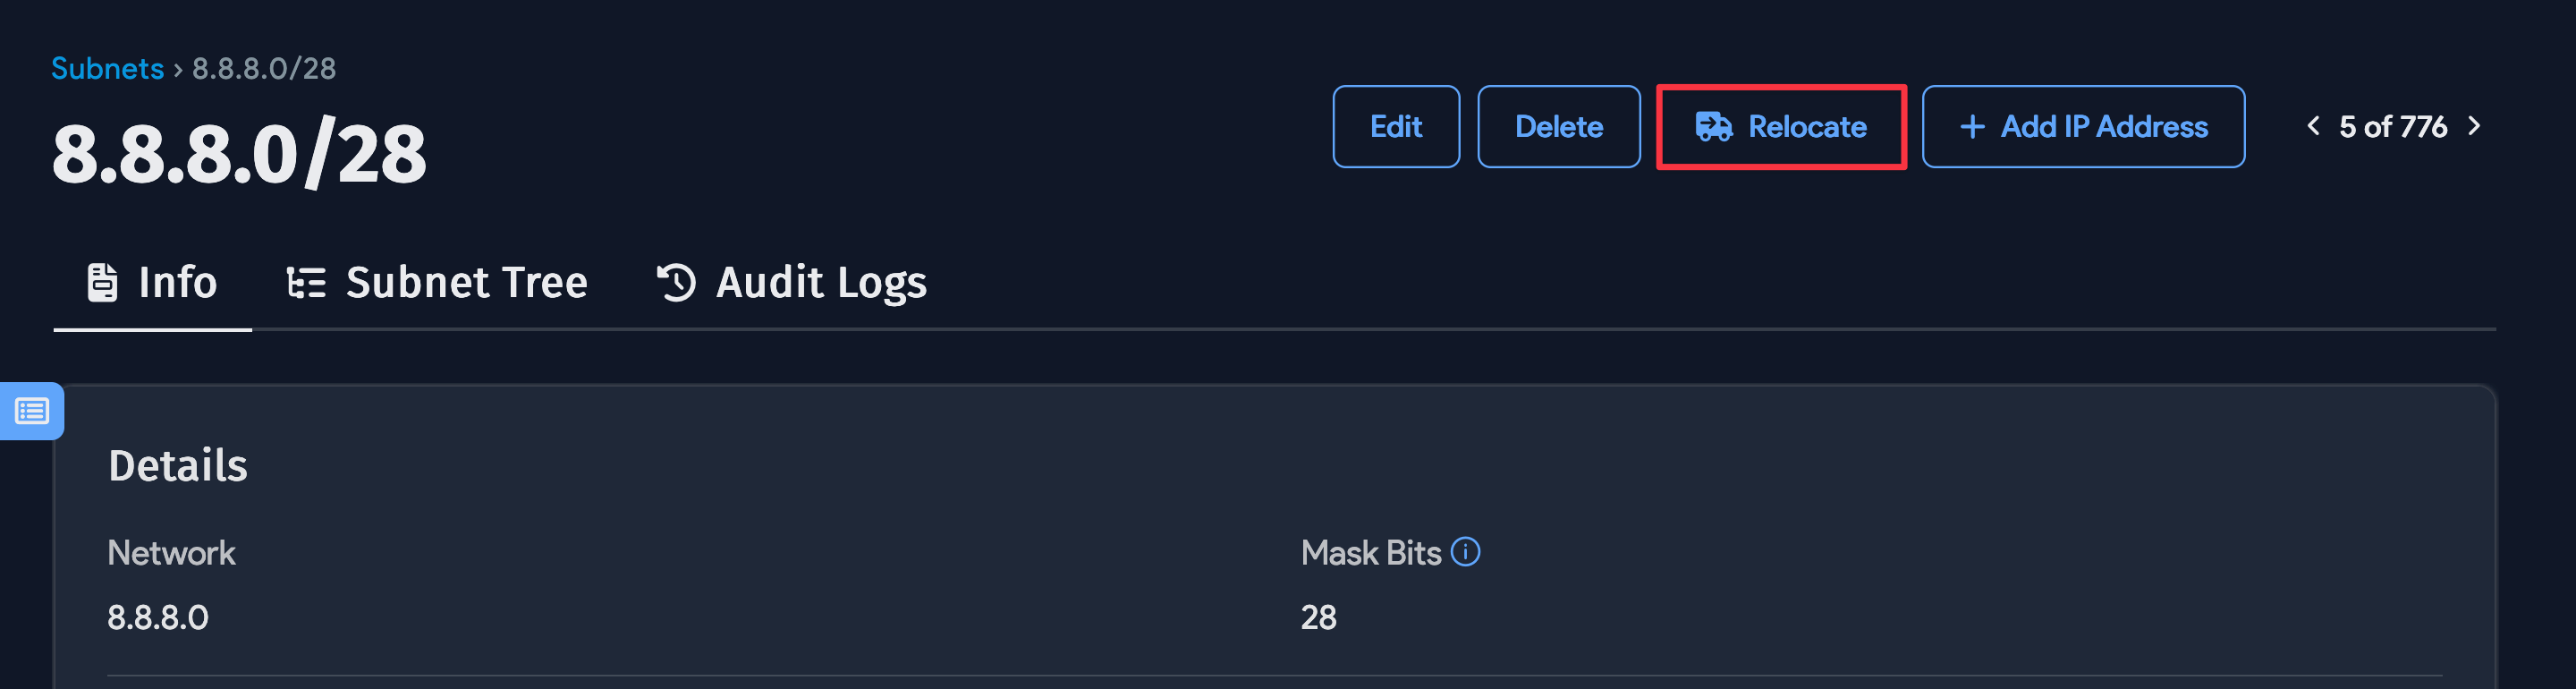 Subnets › 8.8.8.0/28
8.8.8.0/28
Edit
Delete
Relocate
+ Add IP Address
‹ 5 of 776 ›
Info
Subnet Tree
Audit Logs
Details
Network
Mask Bits
8.8.8.0
28